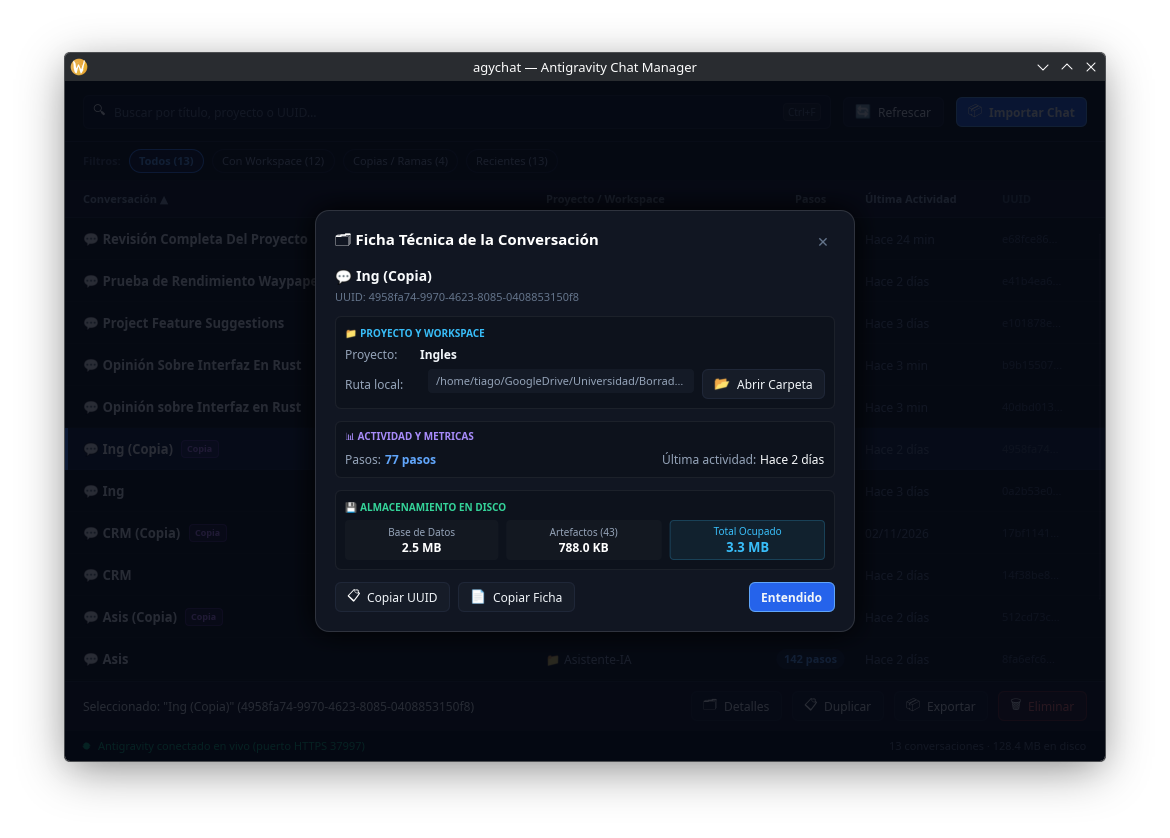 agychat — Antigravity Chat Manager
Buscar por título, proyecto o UUID... Ctrl+F Refrescar Importar Chat
Filtros: Todos (13) Con Workspace (12) Copias / Ramas (4) Recientes (13)
Conversación ▲ Proyecto / Workspace Pasos Última Actividad UUID
Revisión Completa Del Proyecto Hace 24 min
Prueba de Rendimiento Waypape Hace 2 días
Project Feature Suggestions Hace 3 días
Opinión Sobre Interfaz En Rust Hace 3 min
Opinión sobre Interfaz en Rust Hace 3 min
Ing (Copia) Copia Hace 2 días
Ing Hace 3 días
CRM (Copia) Copia 02/11/2026
CRM Hace 2 días
Asis (Copia) Copia Hace 2 días
Asis Asistente-IA 142 pasos Hace 2 días
Ficha Técnica de la Conversación ×
Ing (Copia)
UUID: 4958fa74-9970-4623-8085-0408853150f8
PROYECTO Y WORKSPACE
Proyecto: Ingles
Ruta local: /home/tiago/GoogleDrive/Universidad/Borrad... Abrir Carpeta
ACTIVIDAD Y METRICAS
Pasos: 77 pasos Última actividad: Hace 2 días
ALMACENAMIENTO EN DISCO
Base de Datos Artefactos (43) Total Ocupado
2.5 MB 788.0 KB 3.3 MB
Copiar UUID Copiar Ficha Entendido
Seleccionado: "Ing (Copia)" (4958fa74-9970-4623-8085-0408853150f8) Detalles Duplicar Exportar Eliminar
Antigravity conectado en vivo (puerto HTTPS 37997) 13 conversaciones · 128.4 MB en disco